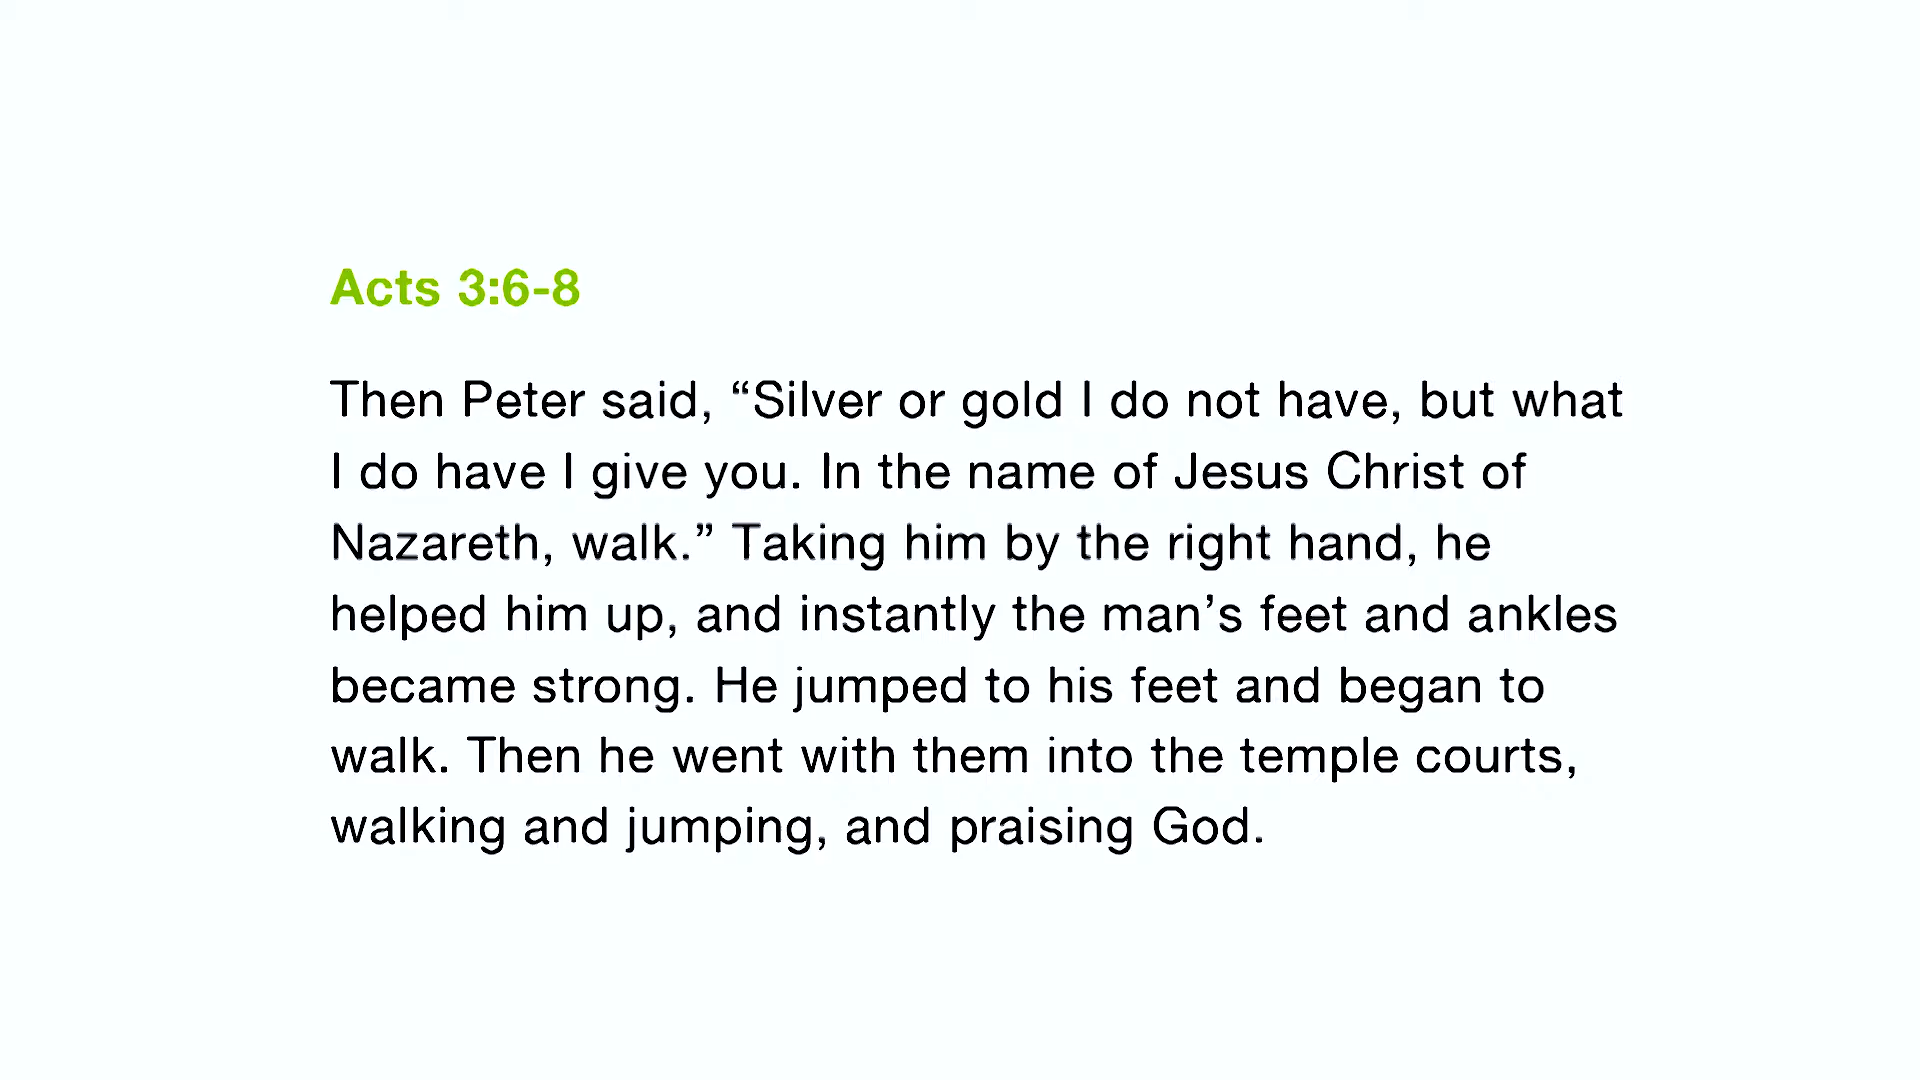 Acts 3:6-8
Then Peter said, “Silver or gold I do not have, but what
I do have I give you. In the name of Jesus Christ of
Nazareth, walk.” Taking him by the right hand, he
helped him up, and instantly the man’s feet and ankles
became strong. He jumped to his feet and began to
walk. Then he went with them into the temple courts,
walking and jumping, and praising God.